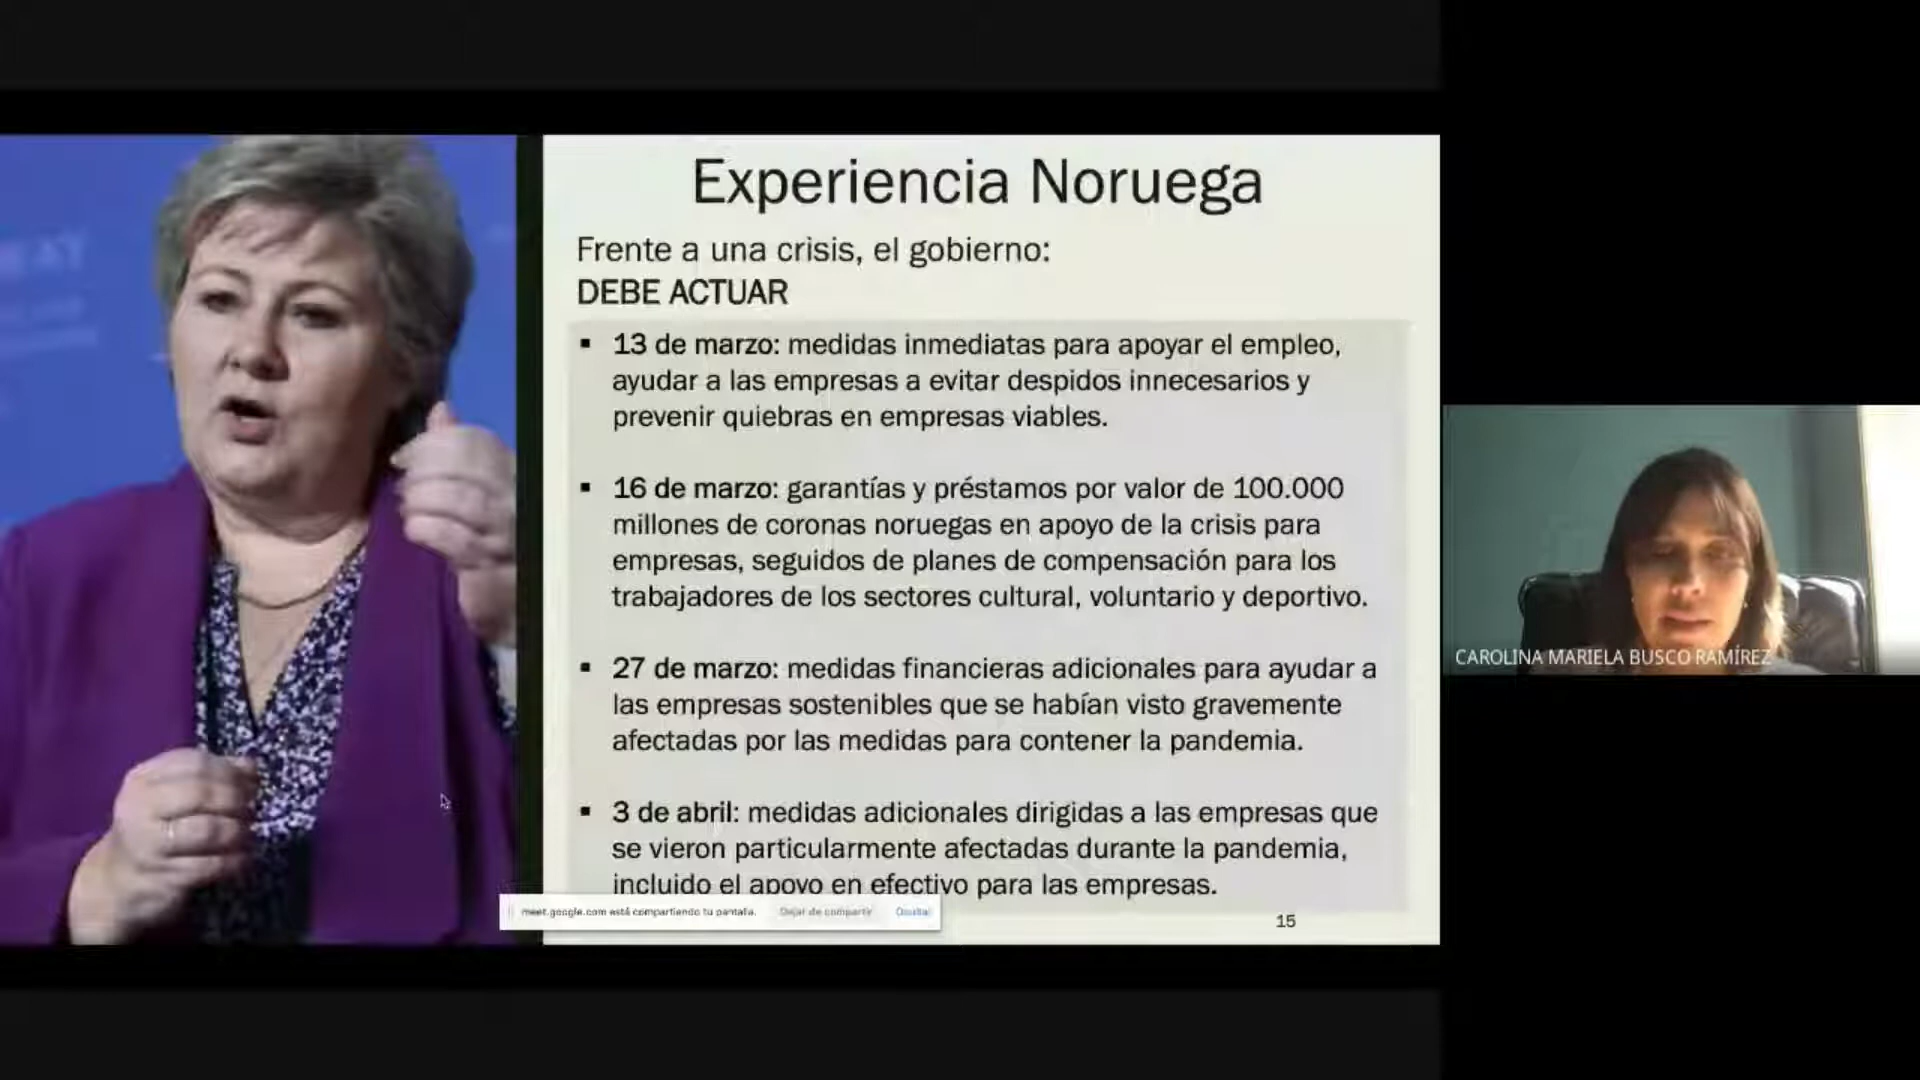 Experiencia Noruega
Frente a una crisis, el gobierno:
DEBE ACTUAR
▪ 13 de marzo: medidas inmediatas para apoyar el empleo,
ayudar a las empresas a evitar despidos innecesarios y
prevenir quiebras en empresas viables.
▪ 16 de marzo: garantías y préstamos por valor de 100.000
millones de coronas noruegas en apoyo de la crisis para
empresas, seguidos de planes de compensación para los
trabajadores de los sectores cultural, voluntario y deportivo.
▪ 27 de marzo: medidas financieras adicionales para ayudar a
las empresas sostenibles que se habían visto gravemente
afectadas por las medidas para contener la pandemia.
▪ 3 de abril: medidas adicionales dirigidas a las empresas que
se vieron particularmente afectadas durante la pandemia,
incluido el apoyo en efectivo para las empresas.
meet.google.com está compartiendo tu pantalla. Dejar de compartir Ocultar
15
CAROLINA MARIELA BUSCO RAMÍREZ